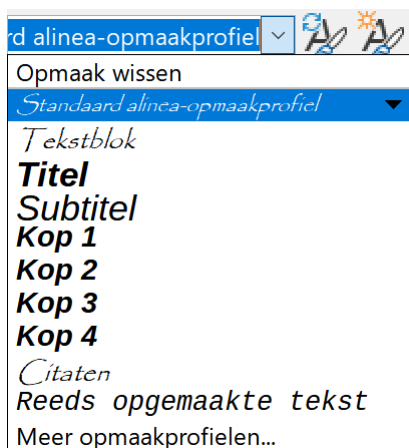 rd alinea-opmaakprofiel
Opmaak wissen
Standaard alinea-opmaakprofiel
Tekstblok
Titel
Subtitel
Kop 1
Kop 2
Kop 3
Kop 4
Citaten
Reeds opgemaakte tekst
Meer opmaakprofielen...